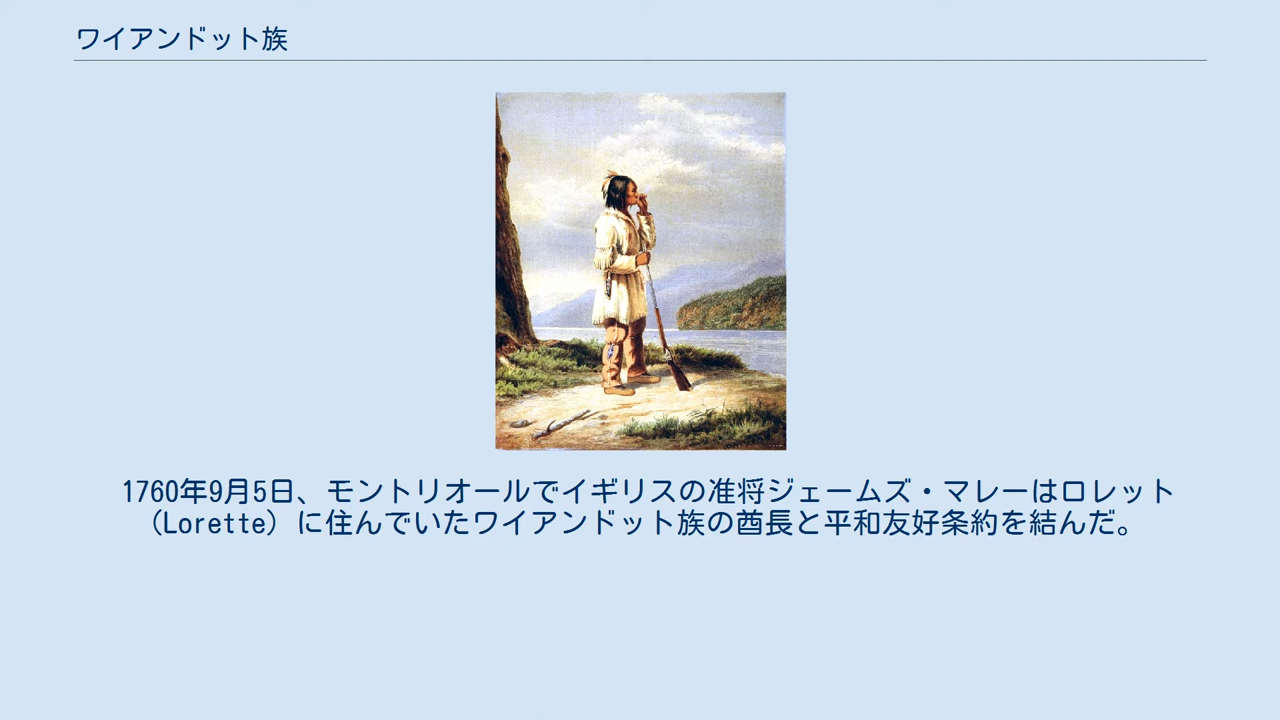 ワイアンドット族
1760年9月5日、モントリオールでイギリスの准将ジェームズ・マレーはロレット
（Lorette）に住んでいたワイアンドット族の酋長と平和友好条約を結んだ。